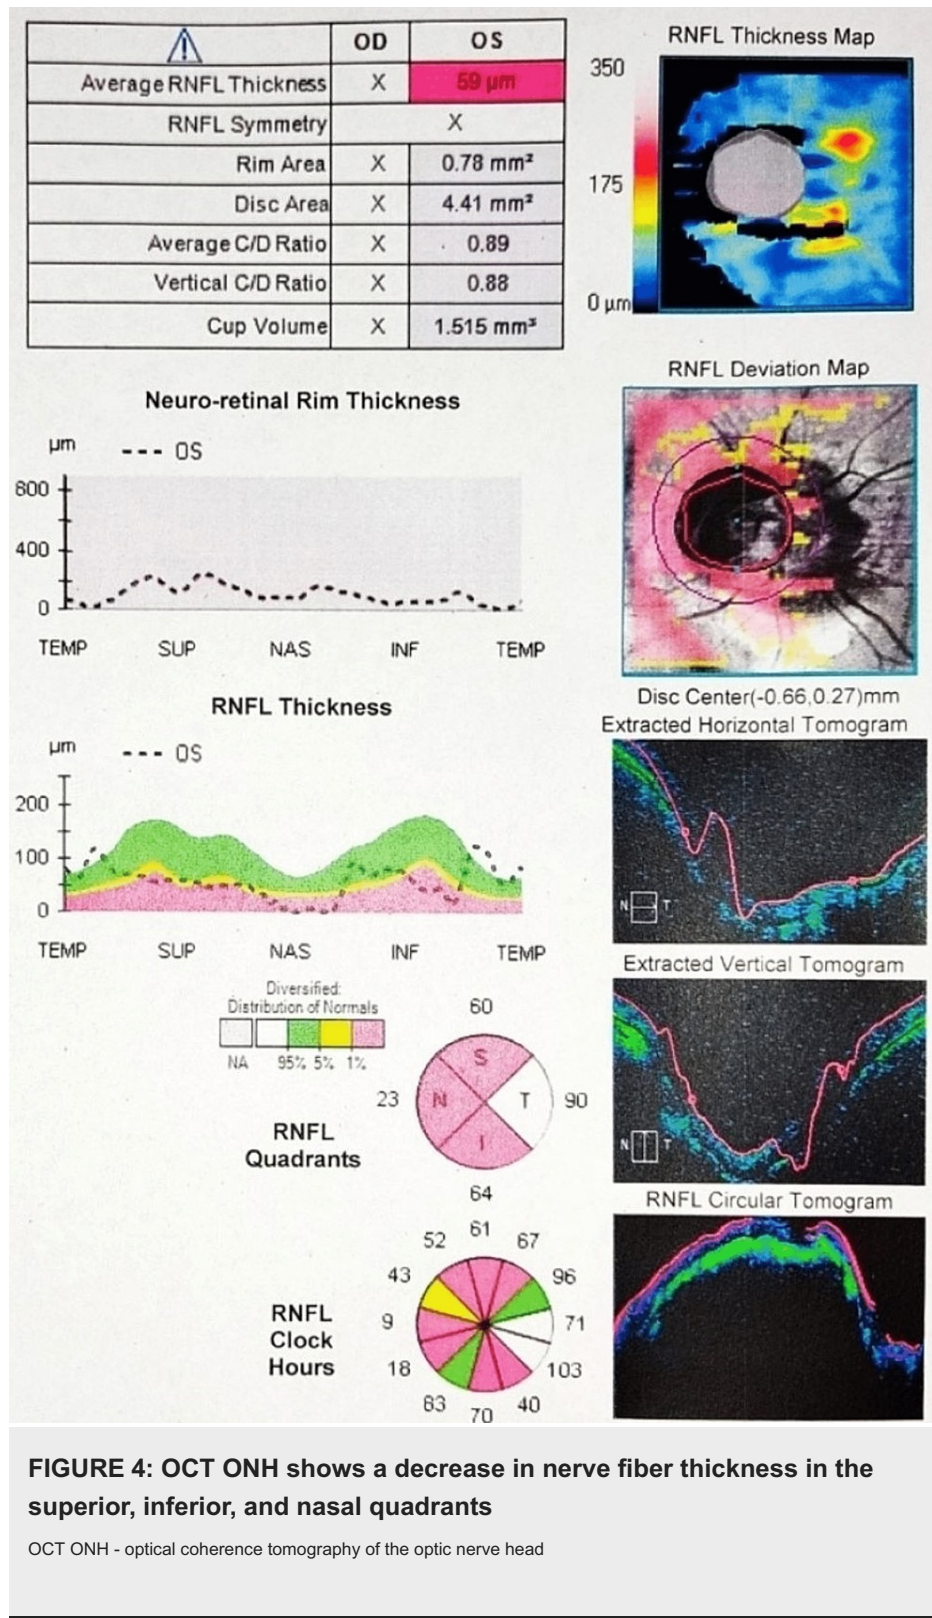 OD OS
Average RNFL Thickness X 59 µm
RNFL Symmetry X
Rim Area X 0.78 mm²
Disc Area X 4.41 mm²
Average C/D Ratio X 0.89
Vertical C/D Ratio X 0.88
Cup Volume X 1.515 mm³
RNFL Thickness Map
350
175
0 µm
Neuro-retinal Rim Thickness
µm
--- OS
800
400
0
TEMP SUP NAS INF TEMP
RNFL Deviation Map
Disc Center(-0.66,0.27)mm
RNFL Thickness
µm
--- OS
200
100
0
TEMP SUP NAS INF TEMP
Extracted Horizontal Tomogram
N T
Extracted Vertical Tomogram
N T
RNFL Circular Tomogram
Diversified:
Distribution of Normals
NA 95% 5% 1%
RNFL
Quadrants
60
S
23 N T 90
I
64
RNFL
Clock
Hours
61
52 67
43 96
9 71
18 103
83 40
70
FIGURE 4: OCT ONH shows a decrease in nerve fiber thickness in the
superior, inferior, and nasal quadrants
OCT ONH - optical coherence tomography of the optic nerve head